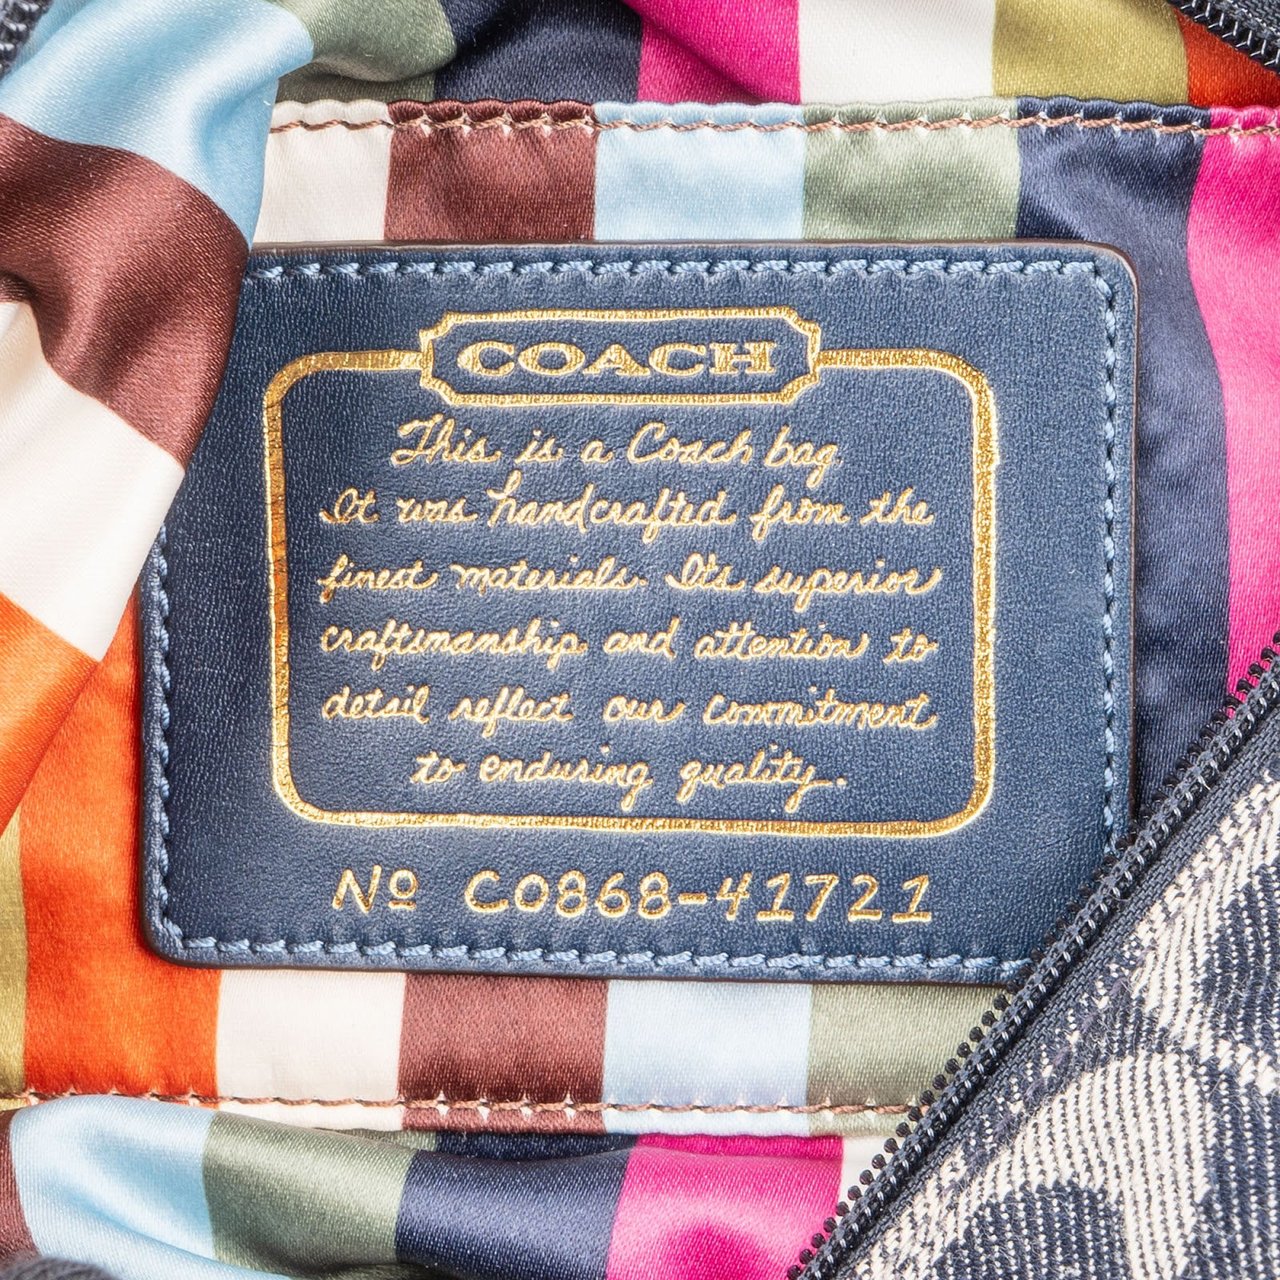 COACH
This is a Coach bag.
It was handcrafted from the
finest materials. Its superior
craftsmanship and attention to
detail reflect our commitment
to enduring quality.
Nº C0868-41721